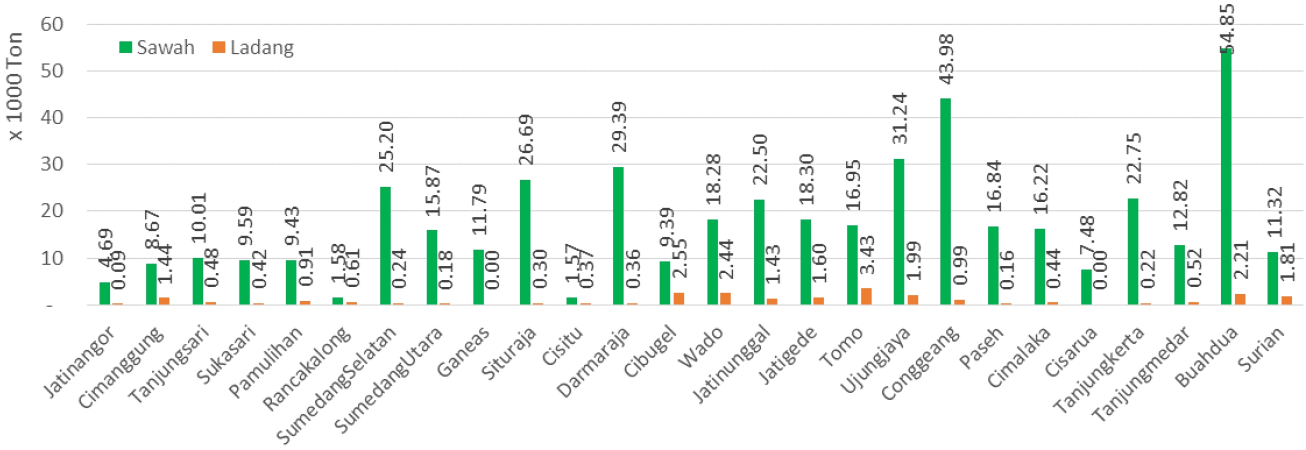 60
50
40
30
20
10
-
x 1000 Ton
Sawah
Ladang
4.69
0.09
8.67
1.44
10.01
0.48
9.59
0.42
9.43
0.91
1.58
0.61
25.20
0.24
15.87
0.18
11.79
0.00
26.69
0.30
1.57
0.37
29.39
0.36
9.39
2.55
18.28
2.44
22.50
1.43
18.30
1.60
16.95
3.43
31.24
1.99
43.98
0.99
16.84
0.16
16.22
0.44
7.48
0.00
22.75
0.22
12.82
0.52
54.85
2.21
11.32
1.81
Jatinangor
Cimanggung
Tanjungsari
Sukasari
Pamulihan
Rancakalong
SumedangSelatan
SumedangUtara
Ganeas
Situraja
Cisitu
Darmaraja
Cibugel
Wado
Jatinunggal
Jatigede
Tomo
Ujungjaya
Conggeang
Paseh
Cimalaka
Cisarua
Tanjungkerta
Tanjungmedar
Buahdua
Surian